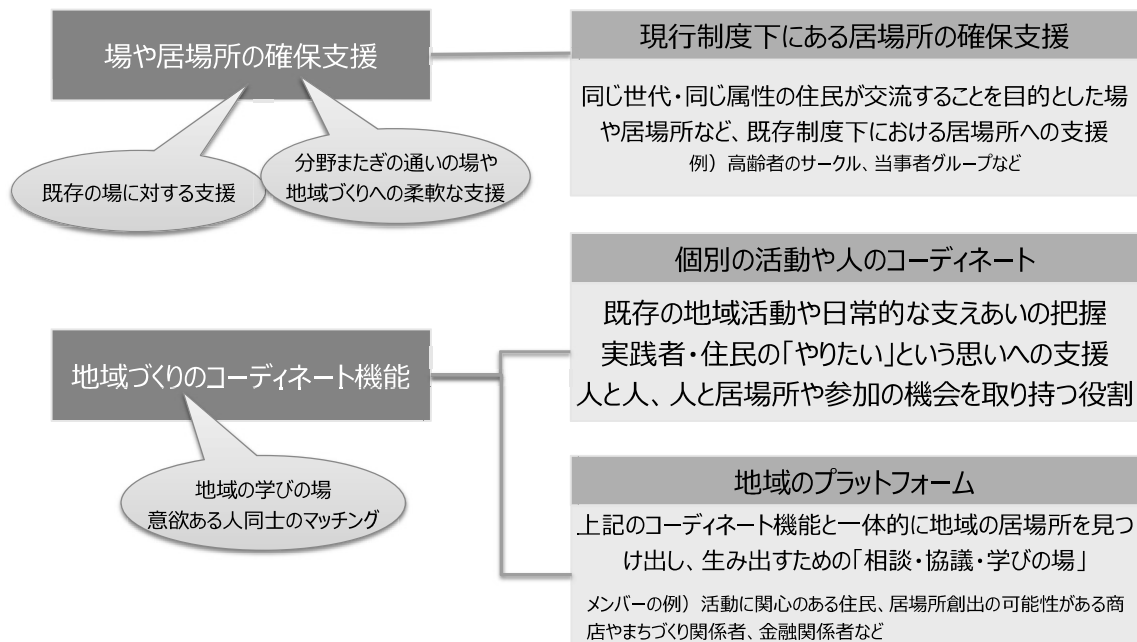 場や居場所の確保支援
既存の場に対する支援
分野またぎの通いの場や
地域づくりへの柔軟な支援
現行制度下にある居場所の確保支援
同じ世代・同じ属性の住民が交流することを目的とした場
や居場所など、既存制度下における居場所への支援
例）高齢者のサークル、当事者グループなど
地域づくりのコーディネート機能
地域の学びの場
意欲ある人同士のマッチング
個別の活動や人のコーディネート
既存の地域活動や日常的な支えあいの把握
実践者・住民の「やりたい」という思いへの支援
人と人、人と居場所や参加の機会を取り持つ役割
地域のプラットフォーム
上記のコーディネート機能と一体的に地域の居場所を見つ
け出し、生み出すための「相談・協議・学びの場」
メンバーの例）活動に関心のある住民、居場所創出の可能性がある商
店やまちづくり関係者、金融関係者など